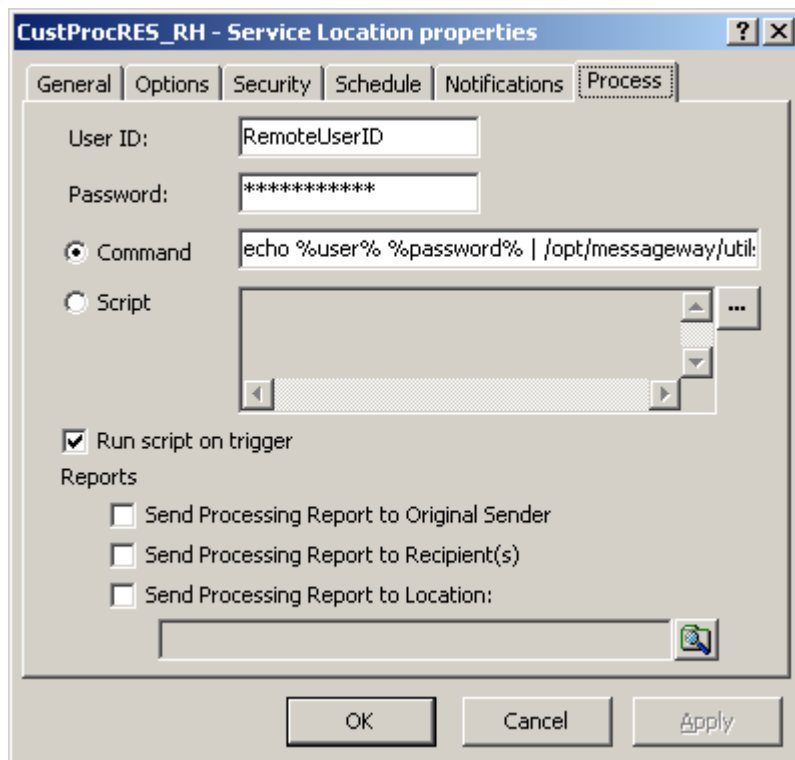 CustProcRES_RH - Service Location properties
General Options Security Schedule Notifications Process
User ID: RemoteUserID
Password: ***********
Command echo %user% %password% | /opt/messageway/utils
Script ...
Run script on trigger
Reports
Send Processing Report to Original Sender
Send Processing Report to Recipient(s)
Send Processing Report to Location:
OK Cancel Apply